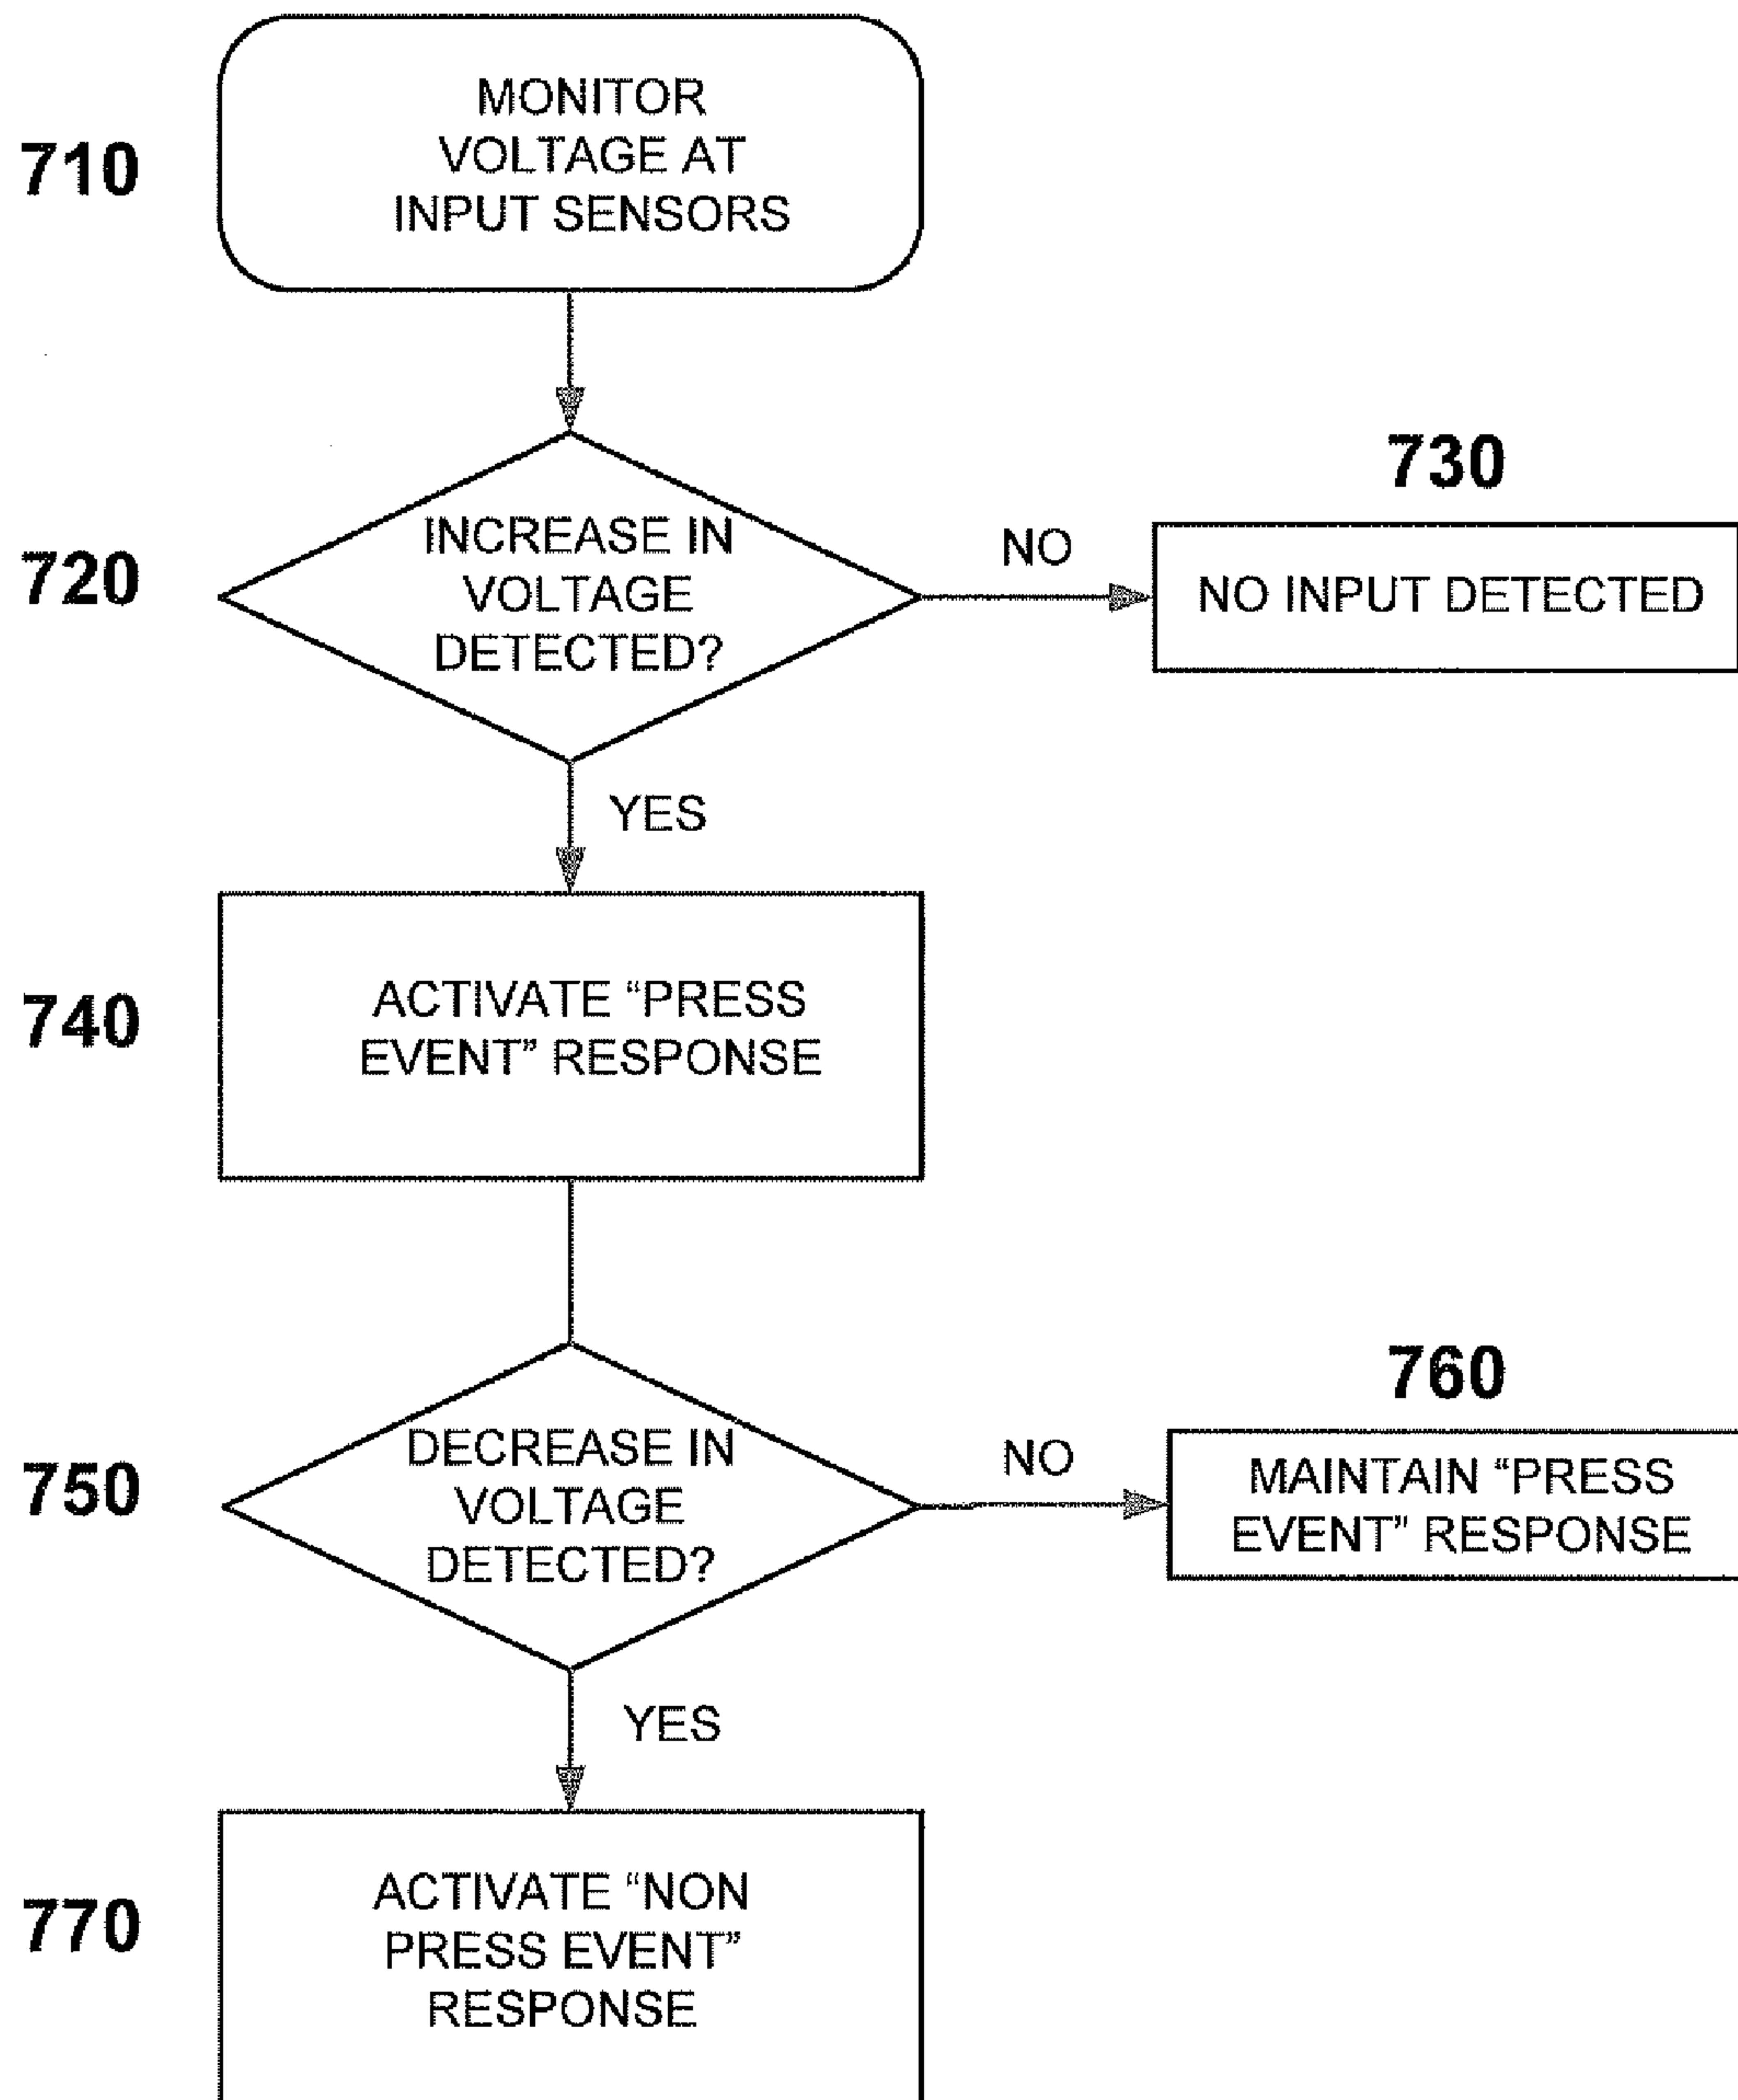 710
MONITOR
VOLTAGE AT
INPUT SENSORS
720
INCREASE IN
VOLTAGE
DETECTED?
NO
730
NO INPUT DETECTED
YES
740
ACTIVATE “PRESS
EVENT” RESPONSE
750
DECREASE IN
VOLTAGE
DETECTED?
NO
760
MAINTAIN “PRESS
EVENT” RESPONSE
YES
770
ACTIVATE “NON
PRESS EVENT”
RESPONSE